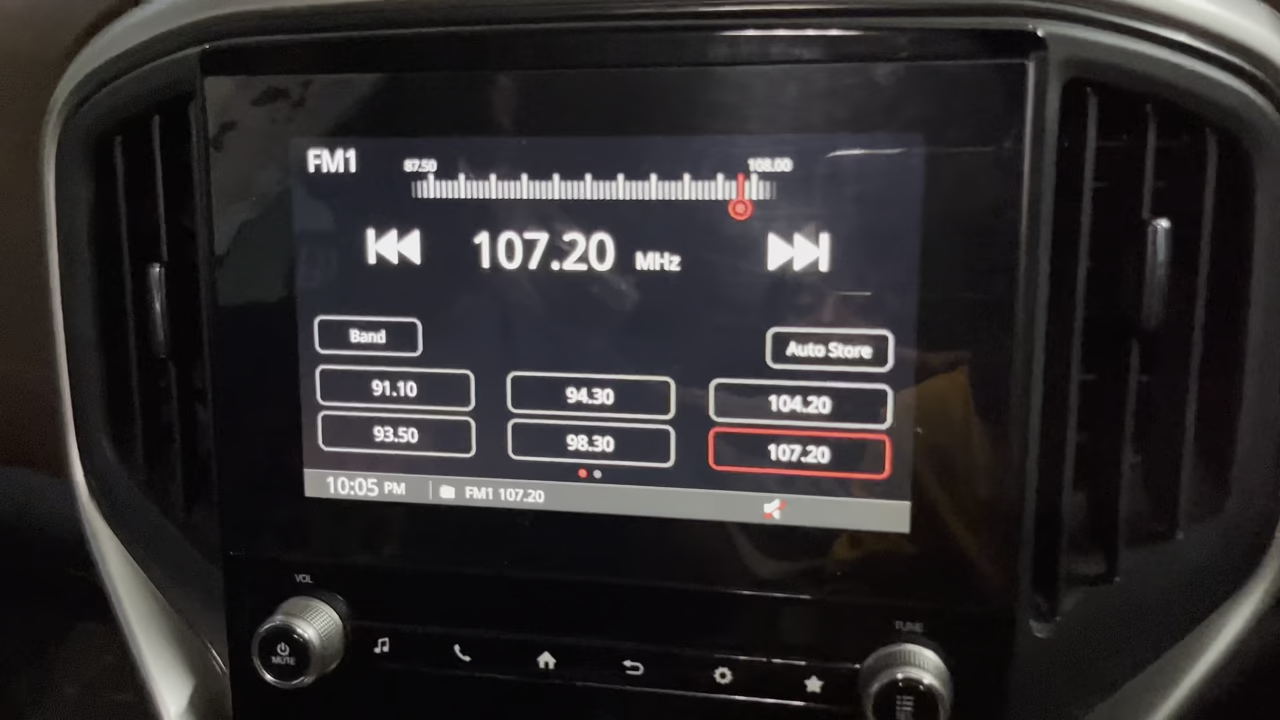 FM1
87.50 108.00
107.20 MHz
Band
Auto Store
91.10 94.30 104.20
93.50 98.30 107.20
10:05 PM FM1 107.20
VOL
TUNE
MUTE